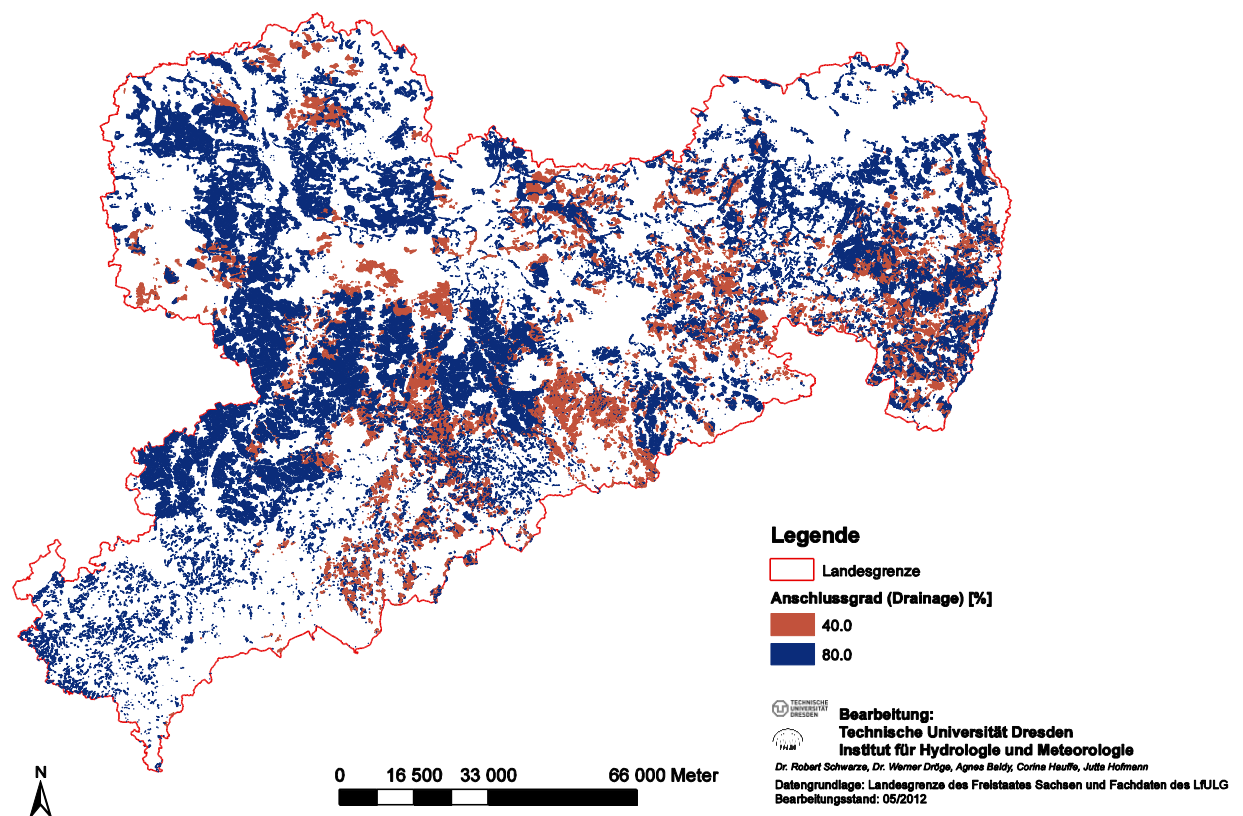 Legende
Landesgrenze
Anschlussgrad (Drainage) [%]
40.0
80.0
TECHNISCHE
UNIVERSITÄT
DRESDEN
Bearbeitung:
Technische Universität Dresden
Institut für Hydrologie und Meteorologie
Dr. Robert Schwarze, Dr. Werner Dröge, Agnes Baldy, Corina Hauffe, Jutta Hofmann
Datengrundlage: Landesgrenze des Freistaates Sachsen und Fachdaten des LfULG
Bearbeitungsstand: 05/2012
N
0 16 500 33 000 66 000 Meter